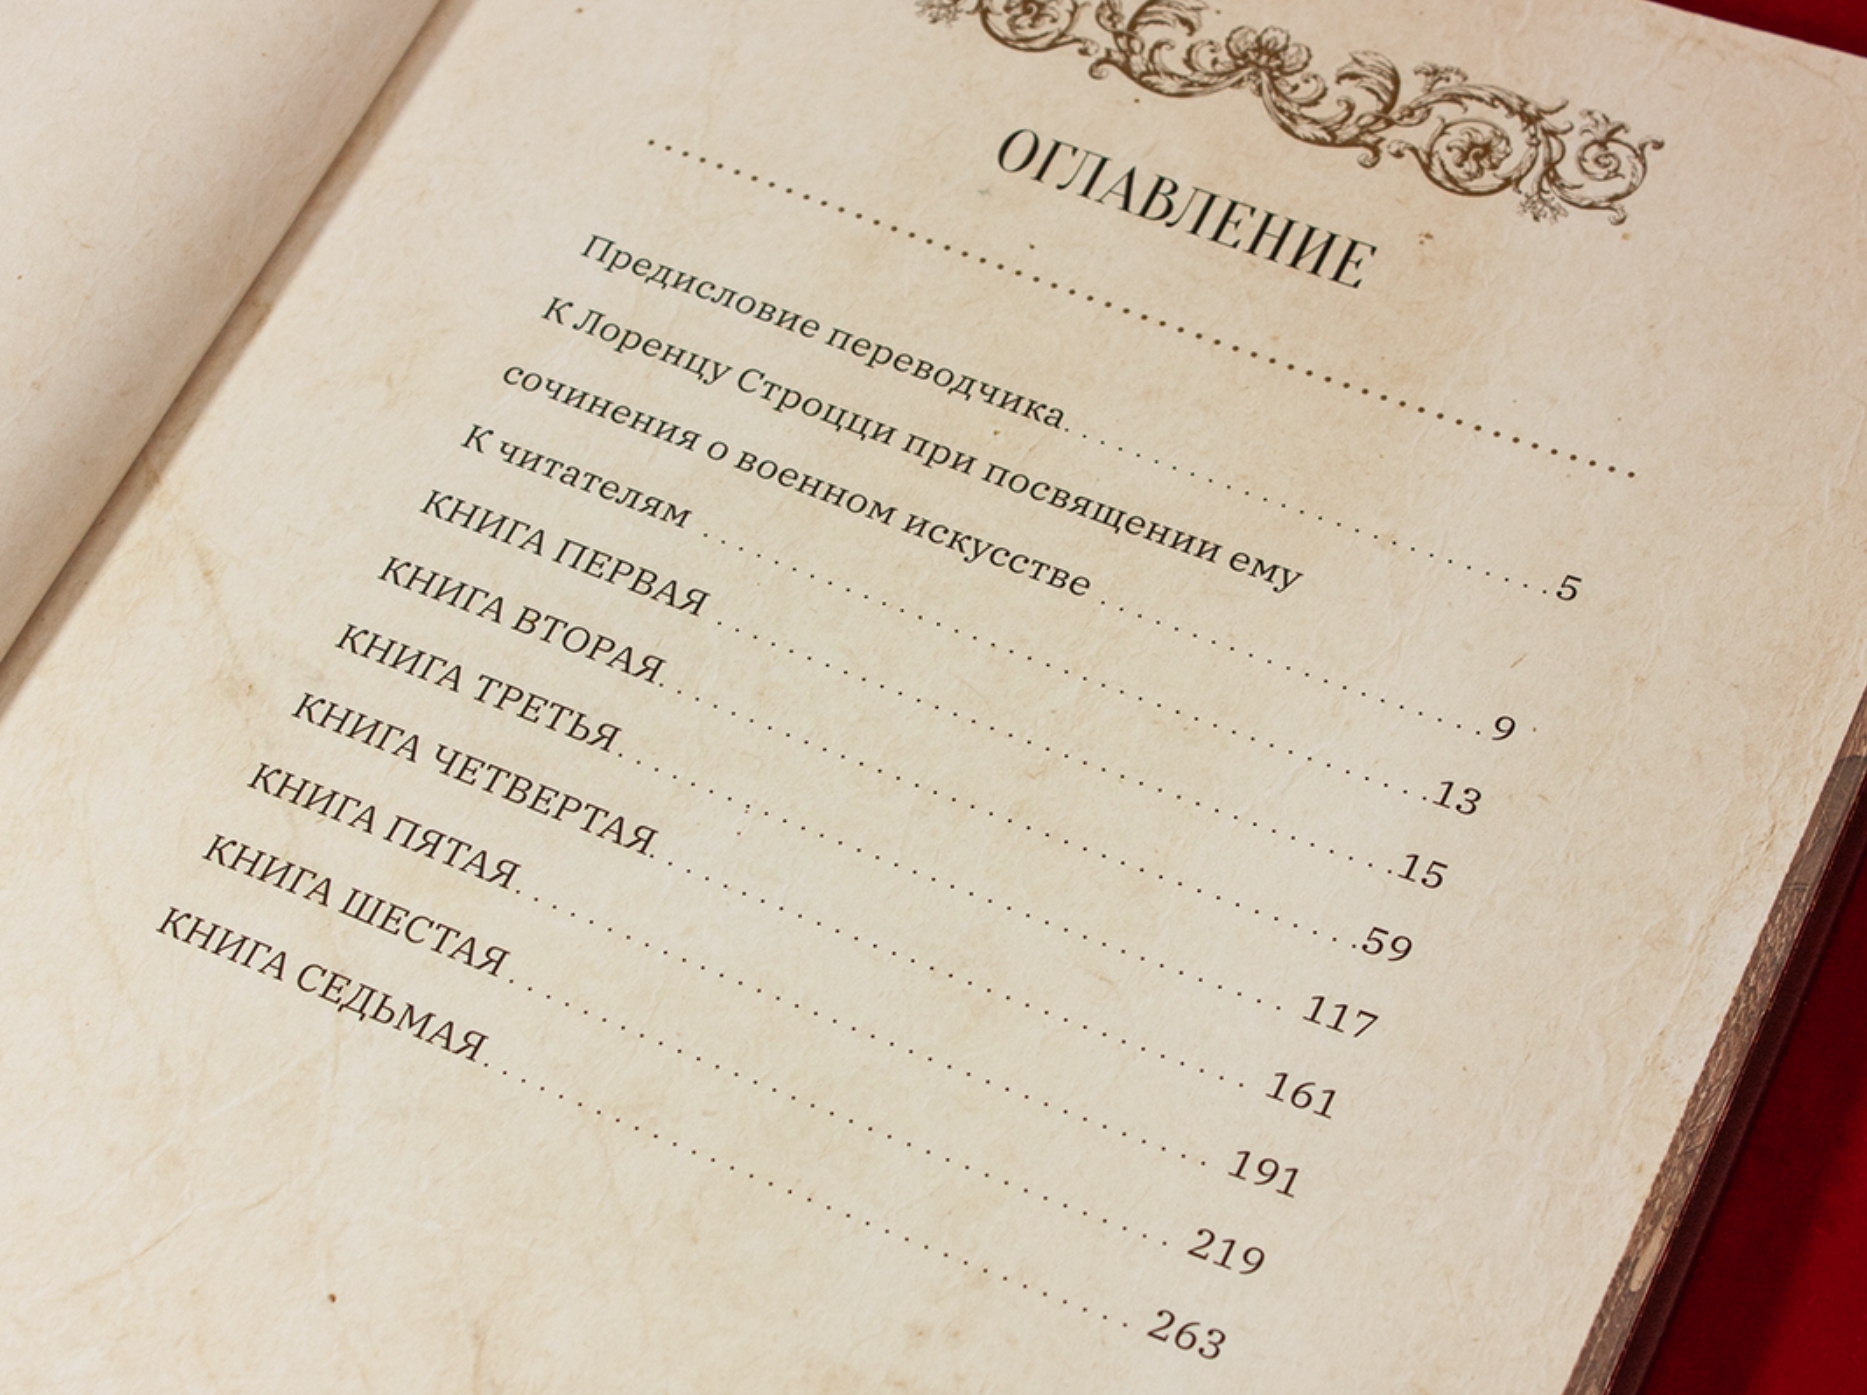 ОГЛАВЛЕНИЕ
Предисловие переводчика. . . . . . . . . . . . . . . . . . . . . . . . . . . . . . . .5
К Лоренцу Строцци при посвящении ему
сочинения о военном искусстве . . . . . . . . . . . . . . . . . . . . . . . . .9
К читателям . . . . . . . . . . . . . . . . . . . . . . . . . . . . . . . . . . . . . . . . . .13
КНИГА ПЕРВАЯ . . . . . . . . . . . . . . . . . . . . . . . . . . . . . . . . . . . . . . .15
КНИГА ВТОРАЯ. . . . . . . . . . . . . . . . . . . . . . . . . . . . . . . . . . . . . . .59
КНИГА ТРЕТЬЯ. . . . . . . . . . . . . . . . . . . . . . . . . . . . . . . . . . . . . . 117
КНИГА ЧЕТВЕРТАЯ. . . . . . . . . . . . . . . . . . . . . . . . . . . . . . . . . . 161
КНИГА ПЯТАЯ. . . . . . . . . . . . . . . . . . . . . . . . . . . . . . . . . . . . . . . 191
КНИГА ШЕСТАЯ. . . . . . . . . . . . . . . . . . . . . . . . . . . . . . . . . . . . . 219
КНИГА СЕДЬМАЯ. . . . . . . . . . . . . . . . . . . . . . . . . . . . . . . . . . . . 263